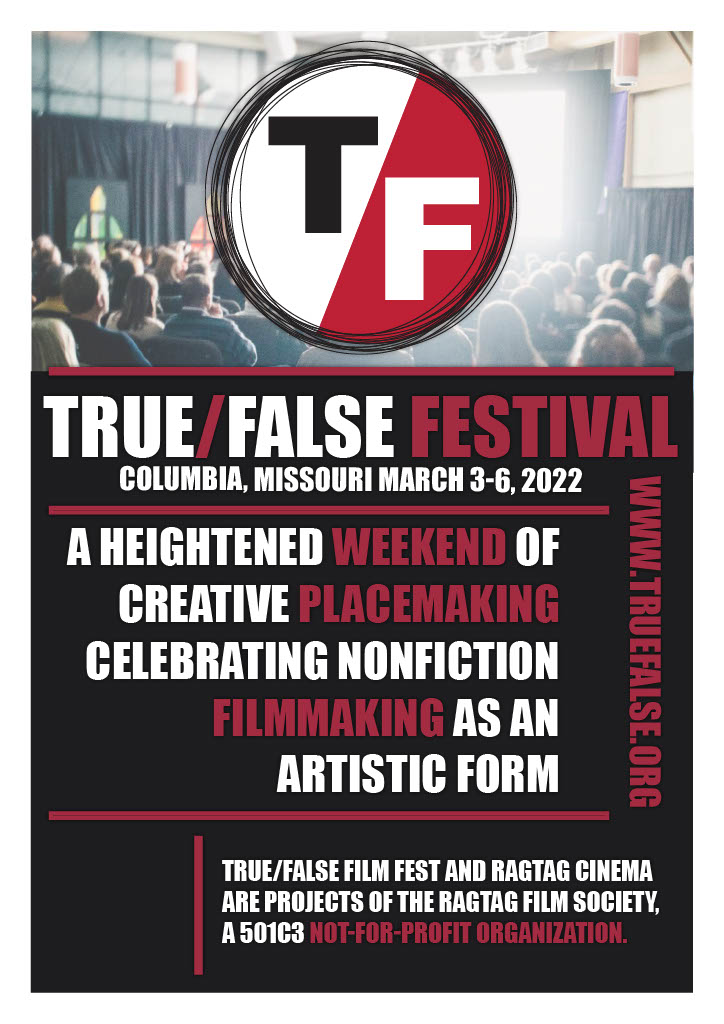 T
F
TRUE/FALSE FESTIVAL
COLUMBIA, MISSOURI MARCH 3-6, 2022
A HEIGHTENED WEEKEND OF
CREATIVE PLACEMAKING
CELEBRATING NONFICTION
FILMMAKING AS AN
ARTISTIC FORM
WWW.TRUEFALSE.ORG
TRUE/FALSE FILM FEST AND RAGTAG CINEMA
ARE PROJECTS OF THE RAGTAG FILM SOCIETY,
A 501C3 NOT-FOR-PROFIT ORGANIZATION.